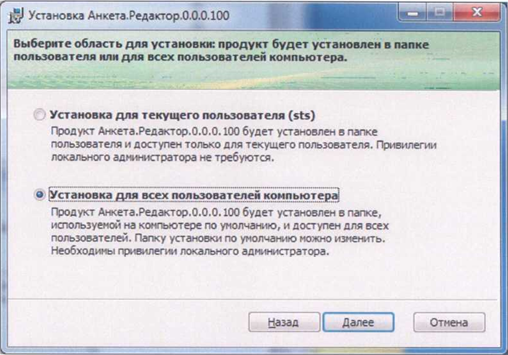 Установка Анкета.Редактор.0.0.0.100
Выберите область для установки: продукт будет установлен в папке
пользователя или для всех пользователей компьютера.
Установка для текущего пользователя (sts)
Продукт Анкета.Редактор.0.0.0.100 будет установлен в папке
пользователя и доступен только для текущего пользователя. Привилегии
локального администратора не требуются.
Установка для всех пользователей компьютера
Продукт Анкета.Редактор.0.0.0.100 будет установлен в папке,
используемой на компьютере по умолчанию, и доступен для всех
пользователей. Папку установки по умолчанию можно изменить.
Необходимы привилегии локального администратора.
Назад Далее Отмена